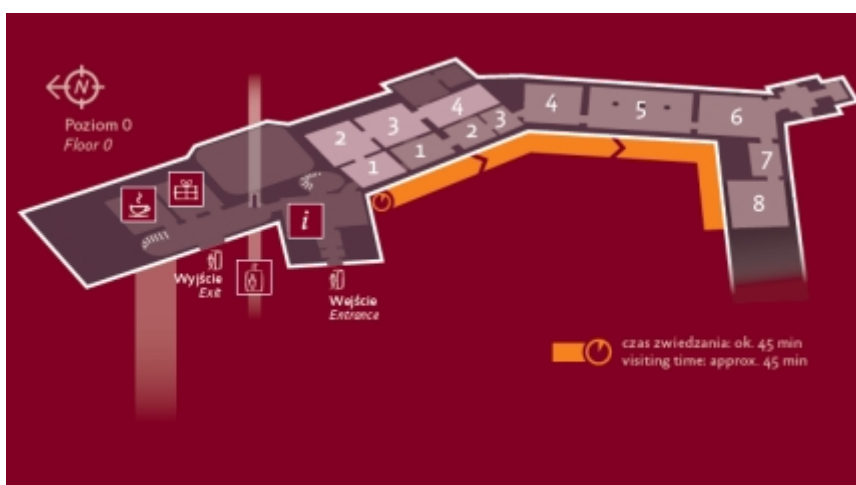 N
Poziom 0
Floor 0
2
3
4
1
1
2
3
4
5
6
7
8
i
Wyjście
Exit
Wejście
Entrance
czas zwiedzania: ok. 45 min
visiting time: approx. 45 min